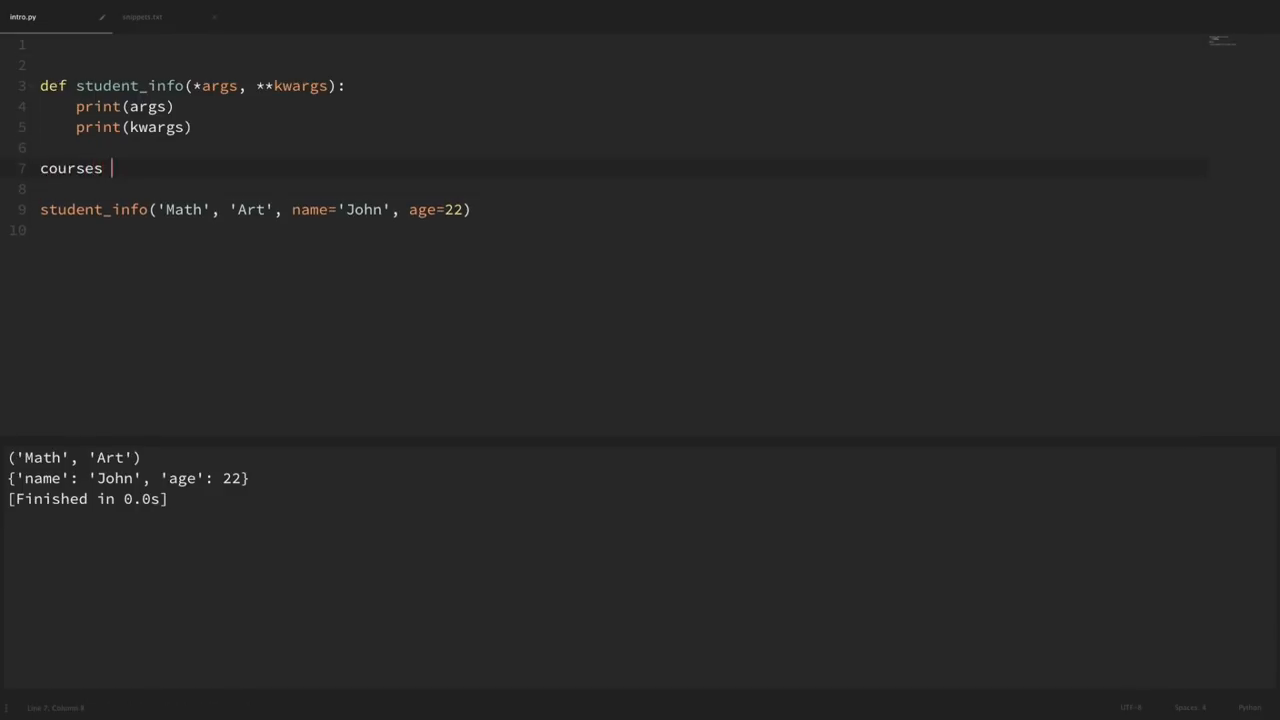 intro.py snippets.txt
1
2
3 def student_info(*args, **kwargs):
4 print(args)
5 print(kwargs)
6
7 courses
8
9 student_info('Math', 'Art', name='John', age=22)
10
('Math', 'Art')
{'name': 'John', 'age': 22}
[Finished in 0.0s]
Line 7, Column 8 UTF-8 Spaces: 4 Python